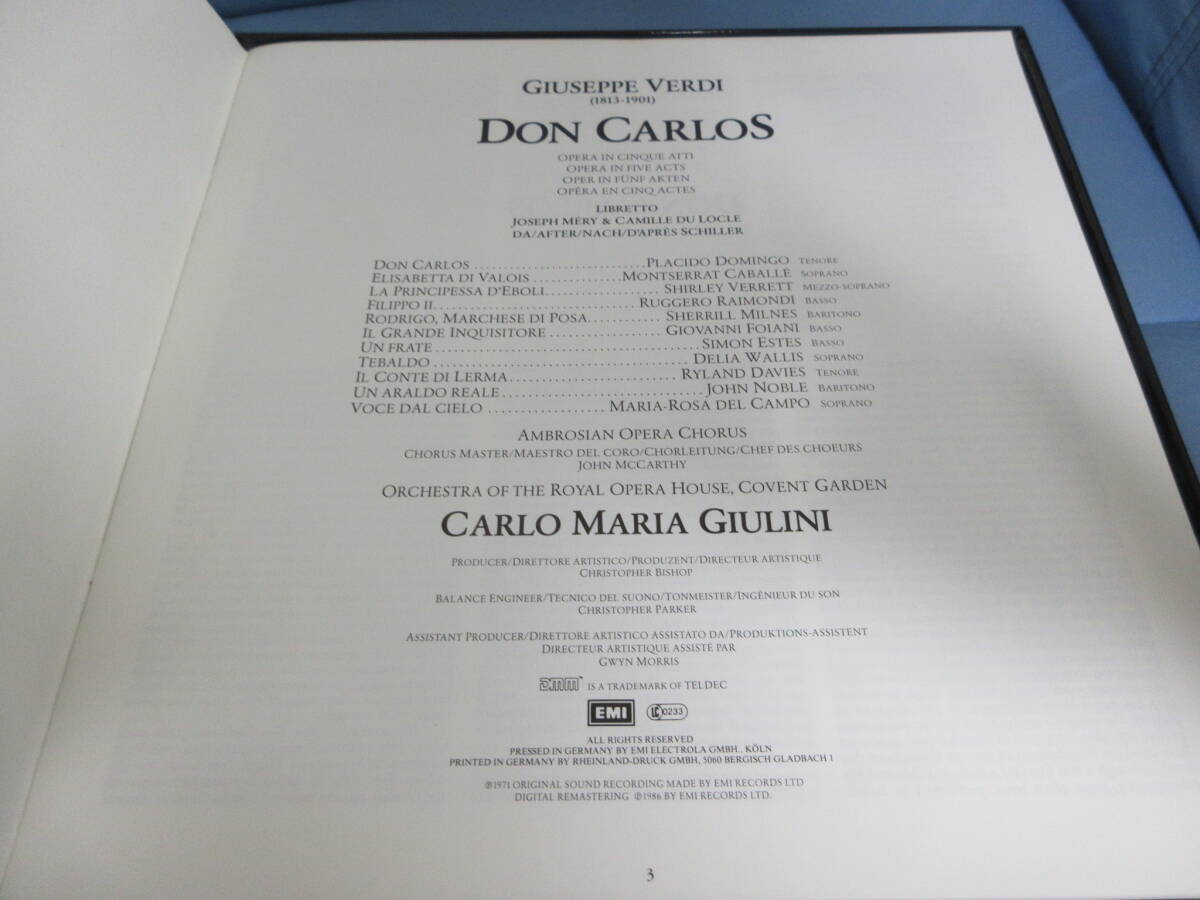 GIUSEPPE VERDI
(1813-1901)
DON CARLOS
OPERA IN CINQUE ATTI
OPERA IN FIVE ACTS
OPER IN FÜNF AKTEN
OPÉRA EN CINQ ACTES
LIBRETTO
JOSEPH MÉRY & CAMILLE DU LOCLE
DA/AFTER/NACH/D'APRÈS SCHILLER
DON CARLOS ............................ PLACIDO DOMINGO TENORE
ELISABETTA DI VALOIS ............... MONTSERRAT CABALLÉ SOPRANO
LA PRINCIPESSA D'EBOLI.................. SHIRLEY VERRETT MEZZO-SOPRANO
FILIPPO II................................ RUGGERO RAIMONDI BASSO
RODRIGO, MARCHESE DI POSA........... SHERRILL MILNES BARITONO
IL GRANDE INQUISITORE .................. GIOVANNI FOIANI BASSO
UN FRATE ........................................... SIMON ESTES BASSO
TEBALDO .......................................... DELIA WALLIS SOPRANO
IL CONTE DI LERMA........................... RYLAND DAVIES TENORE
UN ARALDO REALE................................. JOHN NOBLE BARITONO
VOCE DAL CIELO .................. MARIA-ROSA DEL CAMPO SOPRANO
AMBROSIAN OPERA CHORUS
CHORUS MASTER/MAESTRO DEL CORO/CHORLEITUNG/CHEF DES CHOEURS
JOHN MCCARTHY
ORCHESTRA OF THE ROYAL OPERA HOUSE, COVENT GARDEN
CARLO MARIA GIULINI
PRODUCER/DIRETTORE ARTISTICO/PRODUZENT/DIRECTEUR ARTISTIQUE
CHRISTOPHER BISHOP
BALANCE ENGINEER/TECNICO DEL SUONO/TONMEISTER/INGÉNIEUR DU SON
CHRISTOPHER PARKER
ASSISTANT PRODUCER/DIRETTORE ARTISTICO ASSISTATO DA/PRODUKTIONS-ASSISTENT
DIRECTEUR ARTISTIQUE ASSISTÉ PAR
GWYN MORRIS
DMM™ IS A TRADEMARK OF TELDEC
EMI LC 0233
ALL RIGHTS RESERVED
PRESSED IN GERMANY BY EMI ELECTROLA GMBH., KÖLN
PRINTED IN GERMANY BY RHEINLAND-DRUCK GMBH, 5060 BERGISCH GLADBACH 1
℗1971 ORIGINAL SOUND RECORDING MADE BY EMI RECORDS LTD
DIGITAL REMASTERING ℗1986 BY EMI RECORDS LTD.
3